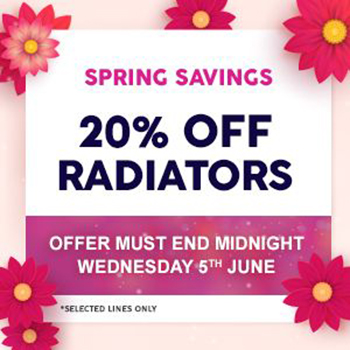 SPRING SAVINGS
20% OFF
RADIATORS
OFFER MUST END MIDNIGHT
WEDNESDAY 5TH JUNE
*SELECTED LINES ONLY